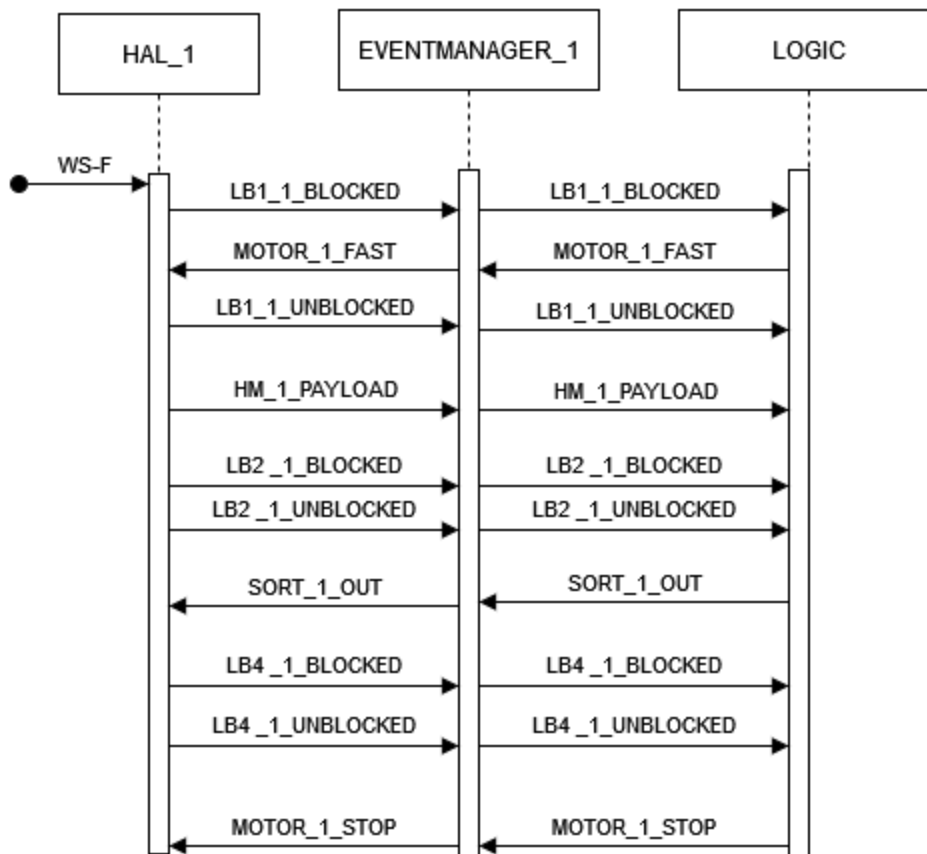 HAL_1
EVENTMANAGER_1
LOGIC
WS-F
LB1_1_BLOCKED
LB1_1_BLOCKED
MOTOR_1_FAST
MOTOR_1_FAST
LB1_1_UNBLOCKED
LB1_1_UNBLOCKED
HM_1_PAYLOAD
HM_1_PAYLOAD
LB2 _1_BLOCKED
LB2 _1_BLOCKED
LB2 _1_UNBLOCKED
LB2 _1_UNBLOCKED
SORT_1_OUT
SORT_1_OUT
LB4 _1_BLOCKED
LB4 _1_BLOCKED
LB4 _1_UNBLOCKED
LB4 _1_UNBLOCKED
MOTOR_1_STOP
MOTOR_1_STOP